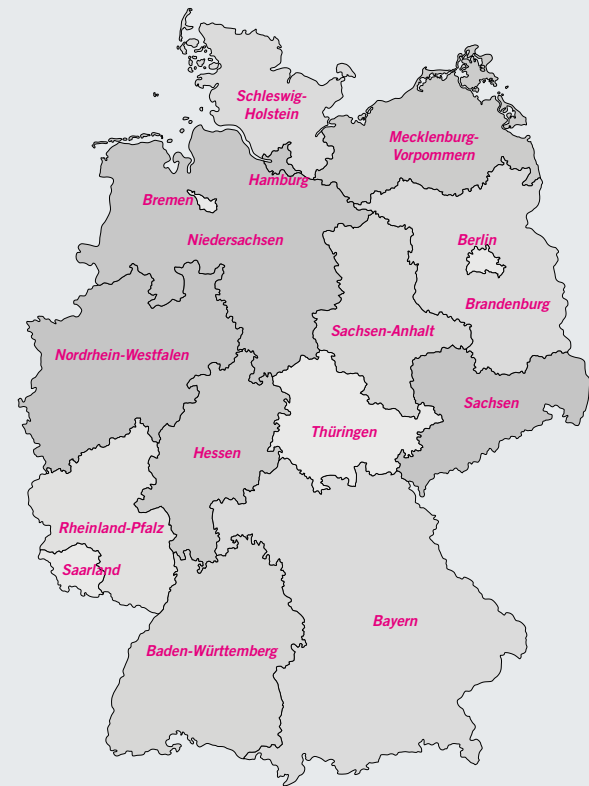 Schleswig-
Holstein
Mecklenburg-
Vorpommern
Hamburg
Bremen
Niedersachsen
Berlin
Brandenburg
Sachsen-Anhalt
Nordrhein-Westfalen
Sachsen
Thüringen
Hessen
Rheinland-Pfalz
Saarland
Bayern
Baden-Württemberg